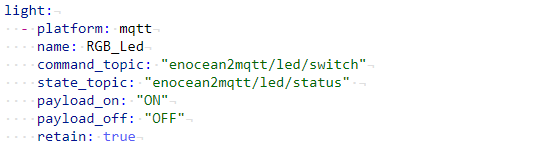 light:
  - platform: mqtt
    name: RGB_Led
    command_topic: "enocean2mqtt/led/switch"
    state_topic: "enocean2mqtt/led/status"
    payload_on: "ON"
    payload_off: "OFF"
    retain: true